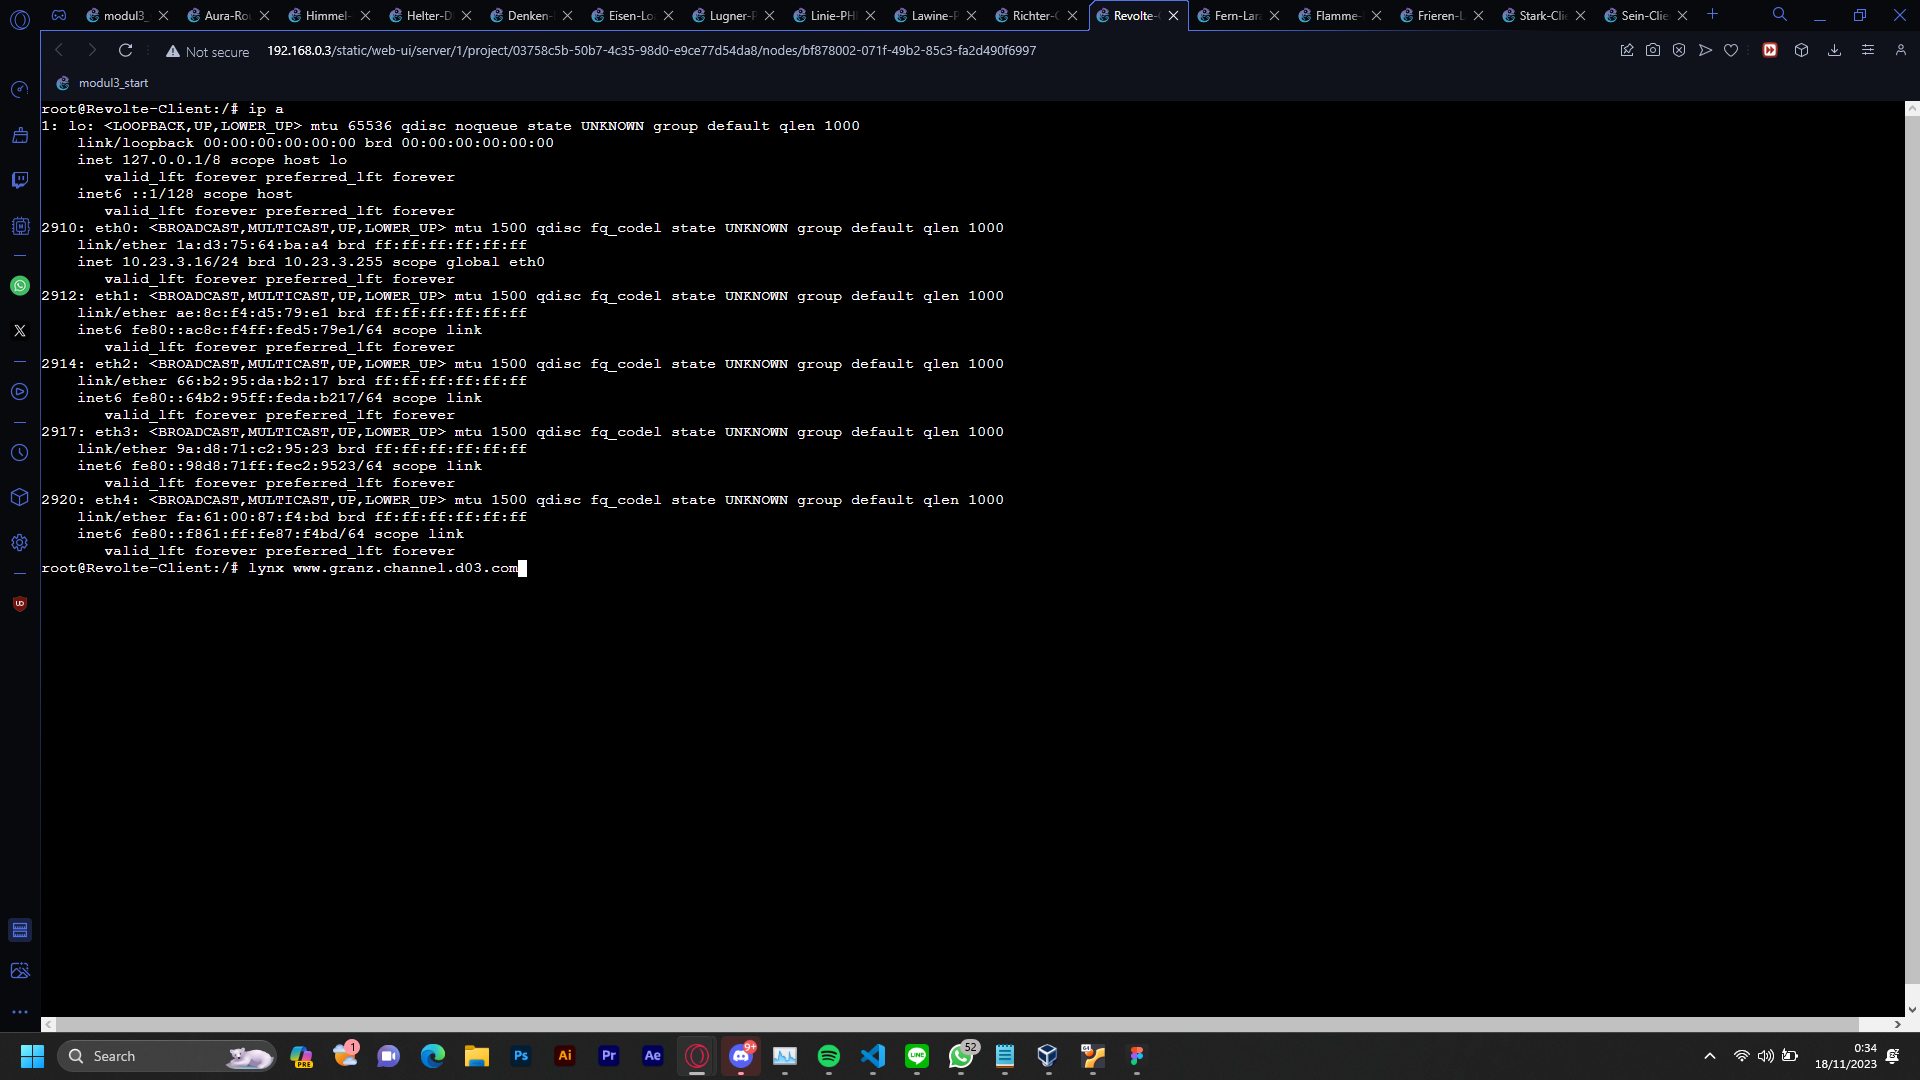 modul3_
Aura-Rou
Himmel-
Helter-D
Denken-
Eisen-Lo
Lugner-P
Linie-PH
Lawine-P
Richter-C
Revolte-
Fern-Lara
Flamme-
Frieren-L
Stark-Clie
Sein-Clie
Not secure 192.168.0.3/static/web-ui/server/1/project/03758c5b-50b7-4c35-98d0-e9ce77d54da8/nodes/bf878002-071f-49b2-85c3-fa2d490f6997
modul3_start
root@Revolte-Client:/# ip a
1: lo: <LOOPBACK,UP,LOWER_UP> mtu 65536 qdisc noqueue state UNKNOWN group default qlen 1000
link/loopback 00:00:00:00:00:00 brd 00:00:00:00:00:00
inet 127.0.0.1/8 scope host lo
valid_lft forever preferred_lft forever
inet6 ::1/128 scope host
valid_lft forever preferred_lft forever
2910: eth0: <BROADCAST,MULTICAST,UP,LOWER_UP> mtu 1500 qdisc fq_codel state UNKNOWN group default qlen 1000
link/ether 1a:d3:75:64:ba:a4 brd ff:ff:ff:ff:ff:ff
inet 10.23.3.16/24 brd 10.23.3.255 scope global eth0
valid_lft forever preferred_lft forever
2912: eth1: <BROADCAST,MULTICAST,UP,LOWER_UP> mtu 1500 qdisc fq_codel state UNKNOWN group default qlen 1000
link/ether ae:8c:f4:d5:79:e1 brd ff:ff:ff:ff:ff:ff
inet6 fe80::ac8c:f4ff:fed5:79e1/64 scope link
valid_lft forever preferred_lft forever
2914: eth2: <BROADCAST,MULTICAST,UP,LOWER_UP> mtu 1500 qdisc fq_codel state UNKNOWN group default qlen 1000
link/ether 66:b2:95:da:b2:17 brd ff:ff:ff:ff:ff:ff
inet6 fe80::64b2:95ff:feda:b217/64 scope link
valid_lft forever preferred_lft forever
2917: eth3: <BROADCAST,MULTICAST,UP,LOWER_UP> mtu 1500 qdisc fq_codel state UNKNOWN group default qlen 1000
link/ether 9a:d8:71:c2:95:23 brd ff:ff:ff:ff:ff:ff
inet6 fe80::98d8:71ff:fec2:9523/64 scope link
valid_lft forever preferred_lft forever
2920: eth4: <BROADCAST,MULTICAST,UP,LOWER_UP> mtu 1500 qdisc fq_codel state UNKNOWN group default qlen 1000
link/ether fa:61:00:87:f4:bd brd ff:ff:ff:ff:ff:ff
inet6 fe80::f861:ff:fe87:f4bd/64 scope link
valid_lft forever preferred_lft forever
root@Revolte-Client:/# lynx www.granz.channel.d03.com
Search
PRE
1
Ps
Ai
Pr
Ae
9+
LINE
52
64
0:34
18/11/2023